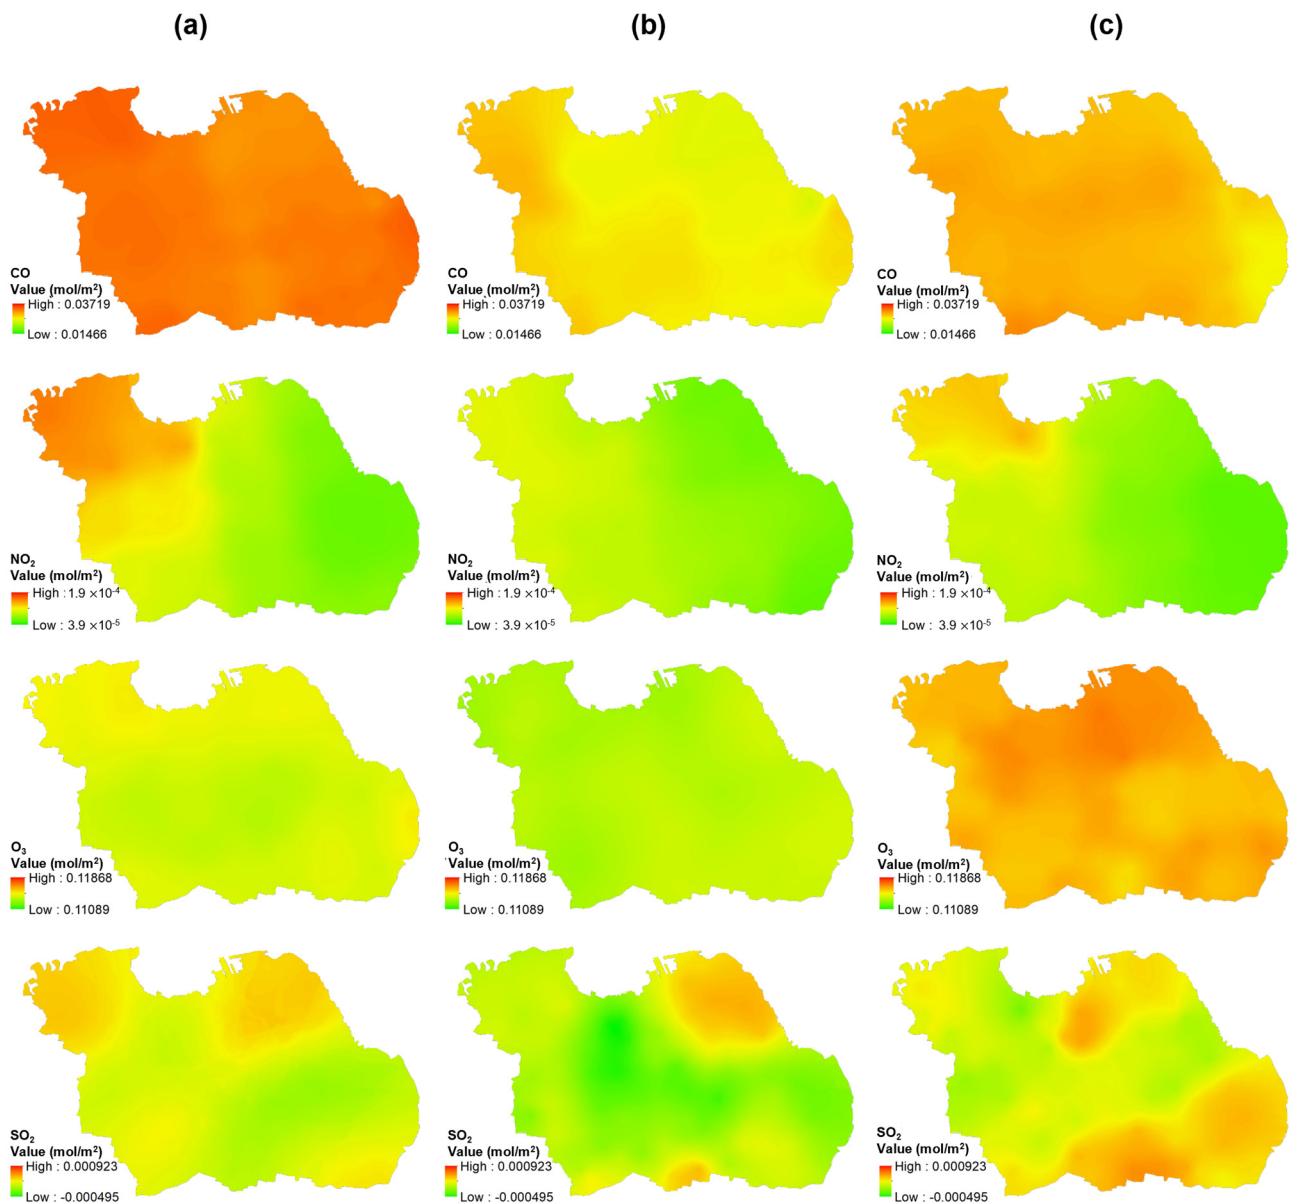 (a) (b) (c)
CO
Value (mol/m²)
High : 0.03719
Low : 0.01466
CO
Value (mol/m²)
High : 0.03719
Low : 0.01466
CO
Value (mol/m²)
High : 0.03719
Low : 0.01466
NO₂
Value (mol/m²)
High : 1.9 ×10⁻⁴
Low : 3.9 ×10⁻⁵
NO₂
Value (mol/m²)
High : 1.9 ×10⁻⁴
Low : 3.9 ×10⁻⁵
NO₂
Value (mol/m²)
High : 1.9 ×10⁻⁴
Low : 3.9 ×10⁻⁵
O₃
Value (mol/m²)
High : 0.11868
Low : 0.11089
O₃
Value (mol/m²)
High : 0.11868
Low : 0.11089
O₃
Value (mol/m²)
High : 0.11868
Low : 0.11089
SO₂
Value (mol/m²)
High : 0.000923
Low : -0.000495
SO₂
Value (mol/m²)
High : 0.000923
Low : -0.000495
SO₂
Value (mol/m²)
High : 0.000923
Low : -0.000495